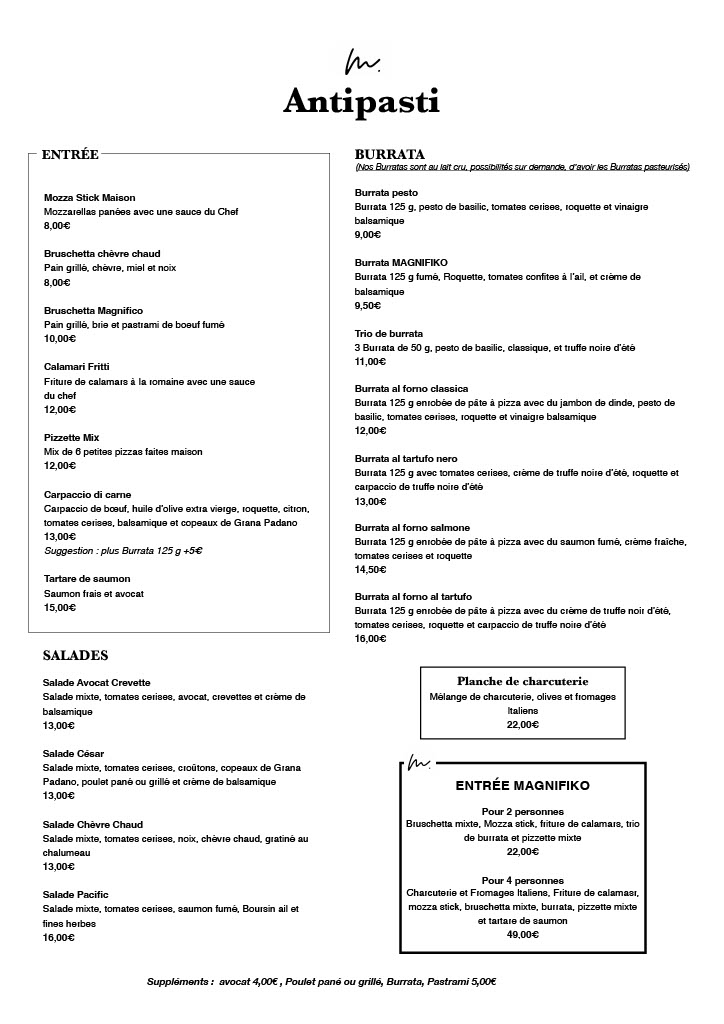 m.
Antipasti
ENTRÉE
Mozza Stick Maison
Mozzarellas panées avec une sauce du Chef
8,00€
Bruschetta chèvre chaud
Pain grillé, chèvre, miel et noix
8,00€
Bruschetta Magnifico
Pain grillé, brie et pastrami de boeuf fumé
10,00€
Calamari Fritti
Friture de calamars à la romaine avec une sauce
du chef
12,00€
Pizzette Mix
Mix de 6 petites pizzas faites maison
12,00€
Carpaccio di carne
Carpaccio de bœuf, huile d'olive extra vierge, roquette, citron,
tomates cerises, balsamique et copeaux de Grana Padano
13,00€
Suggestion : plus Burrata 125 g +5€
Tartare de saumon
Saumon frais et avocat
15,00€
SALADES
Salade Avocat Crevette
Salade mixte, tomates cerises, avocat, crevettes et crème de
balsamique
13,00€
Salade César
Salade mixte, tomates cerises, croûtons, copeaux de Grana
Padano, poulet pané ou grillé et crème de balsamique
13,00€
Salade Chèvre Chaud
Salade mixte, tomates cerises, noix, chèvre chaud, gratiné au
chalumeau
13,00€
Salade Pacific
Salade mixte, tomates cerises, saumon fumé, Boursin ail et
fines herbes
16,00€
BURRATA
(Nos Burratas sont au lait cru, possibilités sur demande, d'avoir les Burratas pasteurisés)
Burrata pesto
Burrata 125 g, pesto de basilic, tomates cerises, roquette et vinaigre
balsamique
9,00€
Burrata MAGNIFIKO
Burrata 125 g fumé, Roquette, tomates confites à l'ail, et crème de
balsamique
9,50€
Trio de burrata
3 Burrata de 50 g, pesto de basilic, classique, et truffe noire d'été
11,00€
Burrata al forno classica
Burrata 125 g enrobée de pâte à pizza avec du jambon de dinde, pesto de
basilic, tomates cerises, roquette et vinaigre balsamique
12,00€
Burrata al tartufo nero
Burrata 125 g avec tomates cerises, crème de truffe noire d'été, roquette et
carpaccio de truffe noire d'été
13,00€
Burrata al forno salmone
Burrata 125 g enrobée de pâte à pizza avec du saumon fumé, crème fraîche,
tomates cerises et roquette
14,50€
Burrata al forno al tartufo
Burrata 125 g enrobée de pâte à pizza avec du crème de truffe noir d'été,
tomates cerises, roquette et carpaccio de truffe noire d'été
16,00€
Planche de charcuterie
Mélange de charcuterie, olives et fromages
Italiens
22,00€
m.
ENTRÉE MAGNIFIKO
Pour 2 personnes
Bruschetta mixte, Mozza stick, friture de calamars, trio
de burrata et pizzette mixte
22,00€
Pour 4 personnes
Charcuterie et Fromages Italiens, Friture de calamasr,
mozza stick, bruschetta mixte, burrata, pizzette mixte
et tartare de saumon
49,00€
Suppléments : avocat 4,00€ , Poulet pané ou grillé, Burrata, Pastrami 5,00€